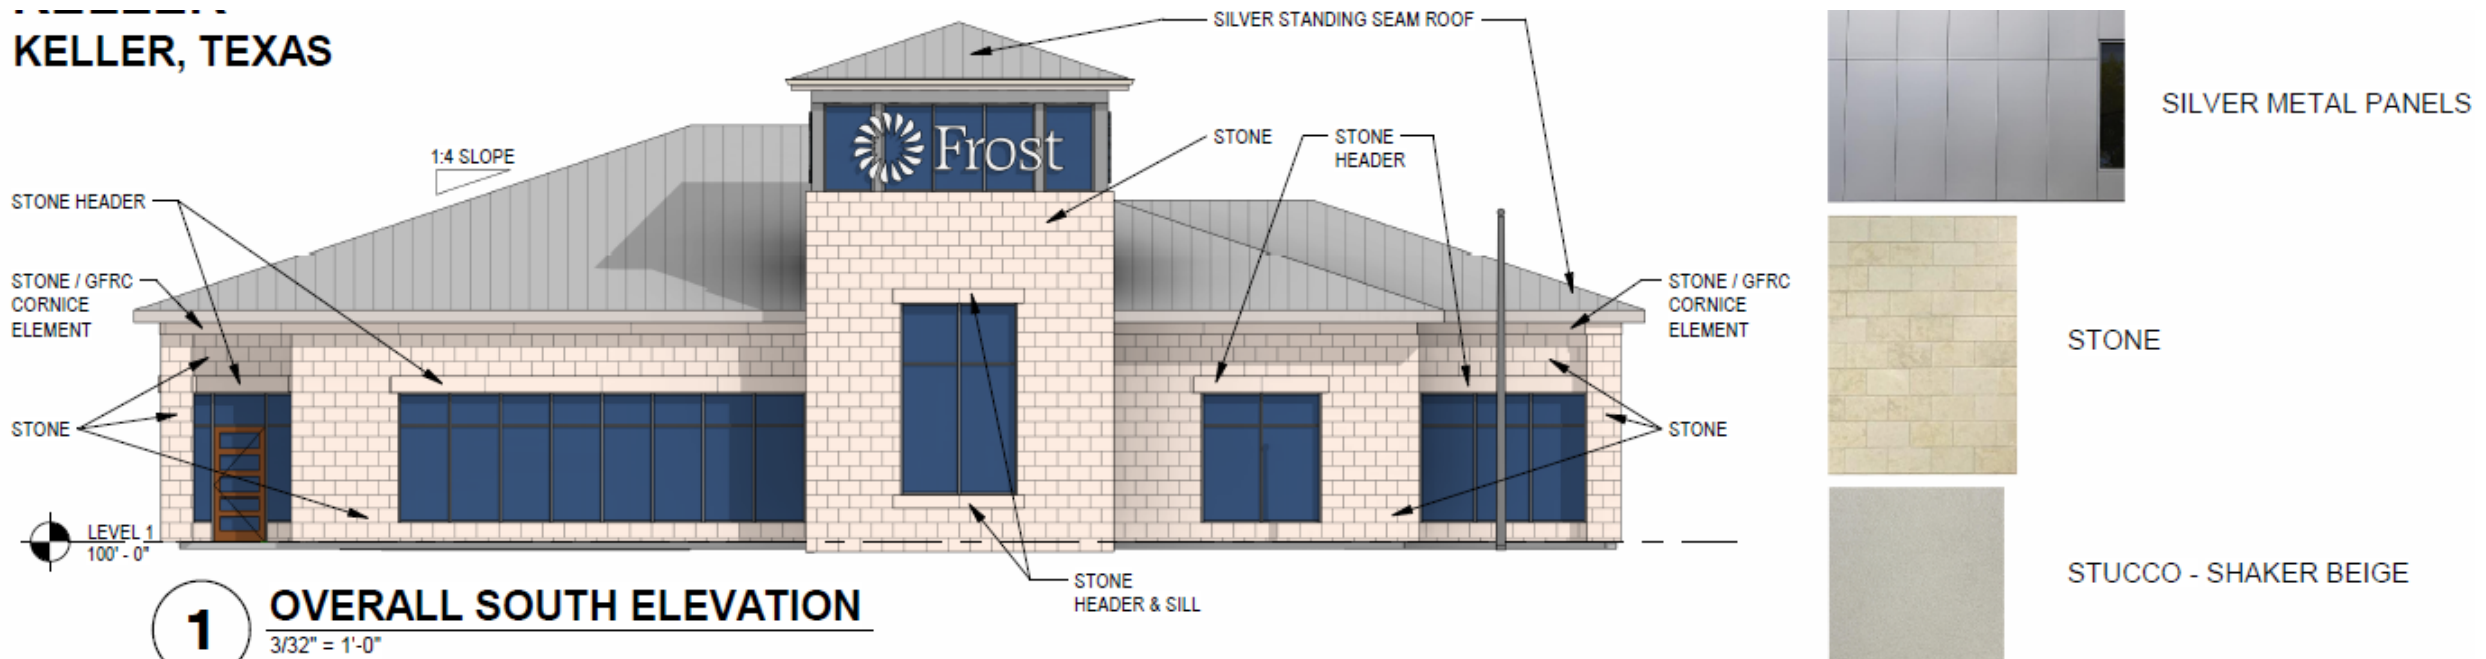 KELLER
KELLER, TEXAS
SILVER STANDING SEAM ROOF
1:4 SLOPE
Frost
STONE
STONE
HEADER
STONE HEADER
STONE / GFRC
CORNICE
ELEMENT
STONE / GFRC
CORNICE
ELEMENT
STONE
STONE
LEVEL 1
100' - 0"
STONE
HEADER & SILL
1
OVERALL SOUTH ELEVATION
3/32" = 1'-0"
SILVER METAL PANELS
STONE
STUCCO - SHAKER BEIGE